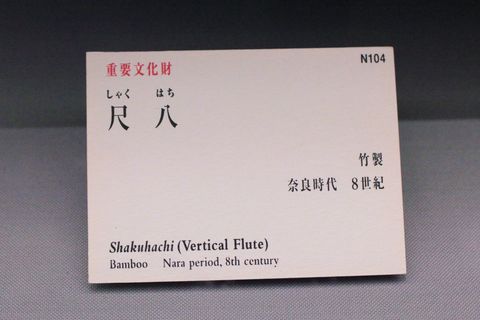 N104
重要文化財
しゃく はち
尺 八
竹製
奈良時代 8世紀
Shakuhachi (Vertical Flute)
Bamboo Nara period, 8th century